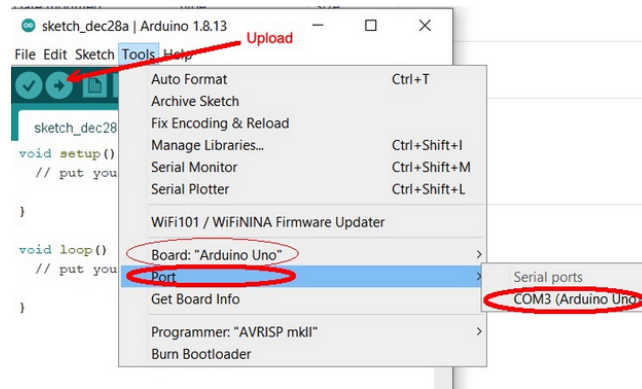 sketch_dec28a | Arduino 1.8.13
Upload
File Edit Sketch Tools Help
sketch_dec28
void setup()
// put you
}
void loop()
// put you
}
Auto Format Ctrl+T
Archive Sketch
Fix Encoding & Reload
Manage Libraries... Ctrl+Shift+I
Serial Monitor Ctrl+Shift+M
Serial Plotter Ctrl+Shift+L
WiFi101 / WiFiNINA Firmware Updater
Board: "Arduino Uno"
Port
Get Board Info
Programmer: "AVRISP mkII"
Burn Bootloader
Serial ports
COM3 (Arduino Uno